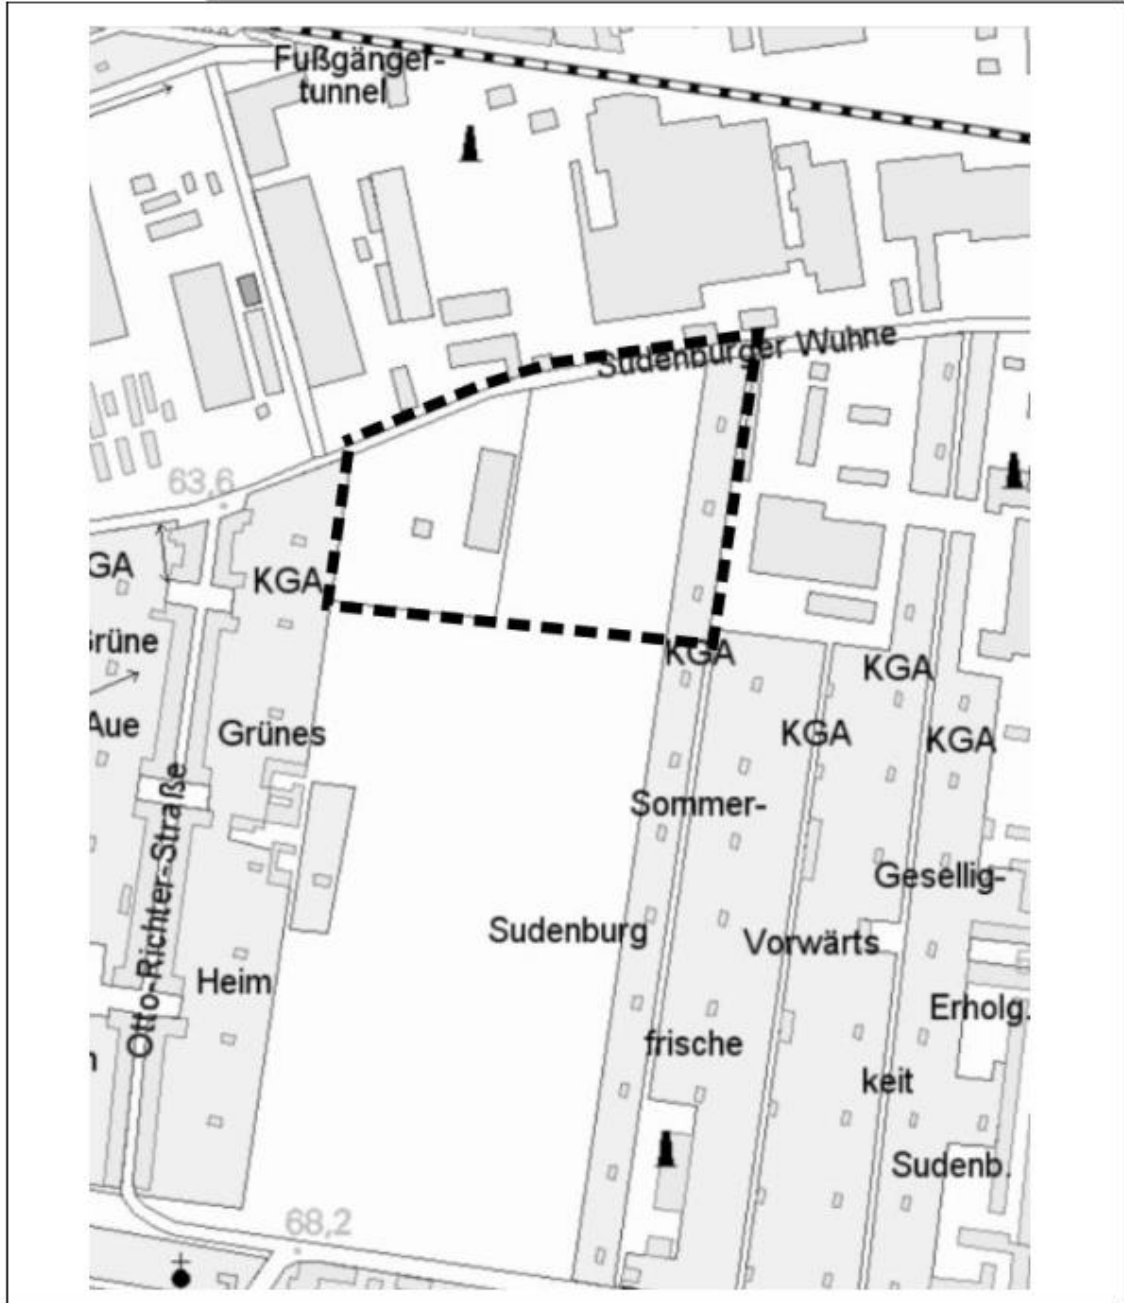 Fußgänger-
tunnel
Sudenburger Wuhne
63,6
GA
KGA
Grüne
KGA
KGA
Aue
Grünes
KGA
KGA
Sommer-
Otto-Richter-Straße
Gesellig-
Sudenburg
Vorwärts
Heim
Erholg.
frische
keit
Sudenb.
68,2